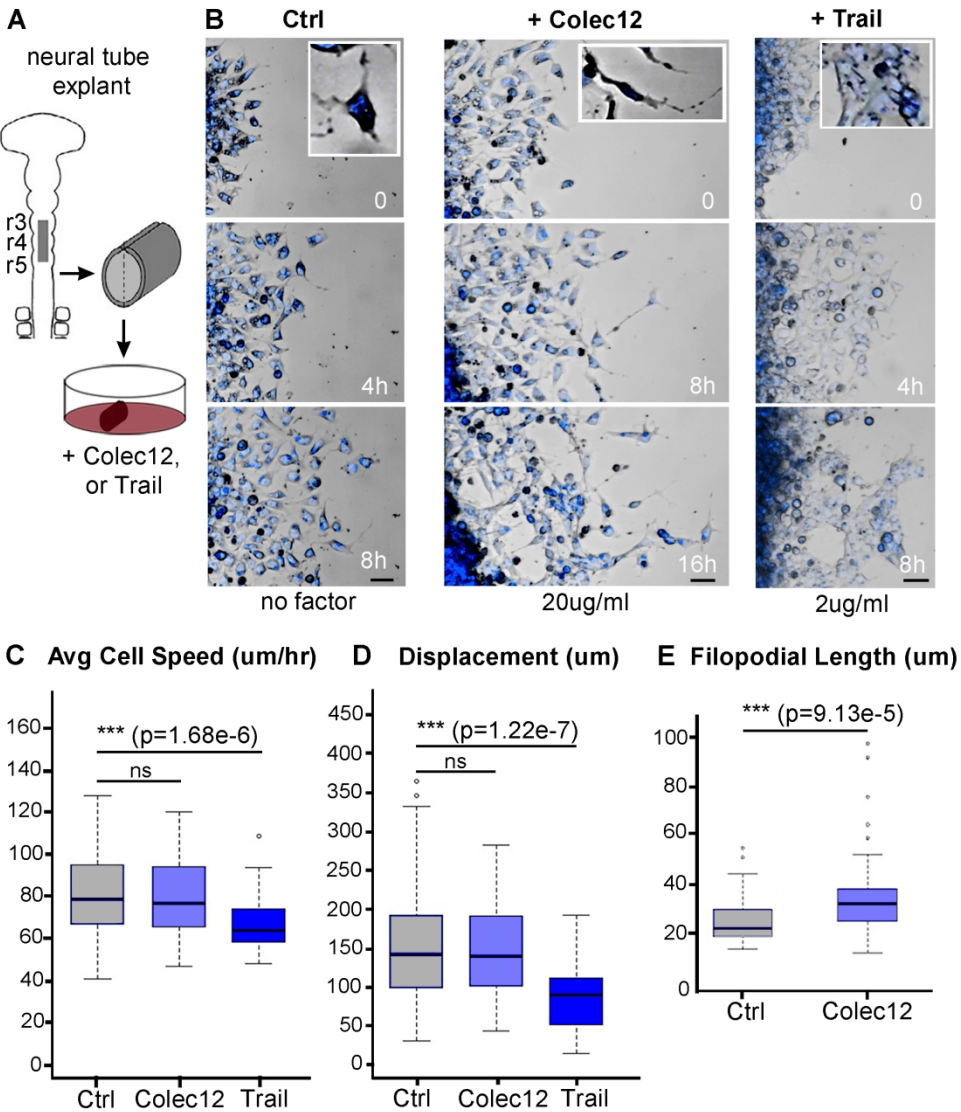 A
neural tube
explant
r3
r4
r5
+ Colec12,
or Trail
B
Ctrl
+ Colec12
+ Trail
0
0
0
4h
8h
4h
8h
16h
8h
no factor
20ug/ml
2ug/ml
C Avg Cell Speed (um/hr)
*** (p=1.68e-6)
ns
160
140
120
100
80
60
40
20
0
Ctrl Colec12 Trail
D Displacement (um)
*** (p=1.22e-7)
ns
450
400
350
300
250
200
150
100
50
0
Ctrl Colec12 Trail
E Filopodial Length (um)
*** (p=9.13e-5)
100
80
60
40
20
0
Ctrl Colec12